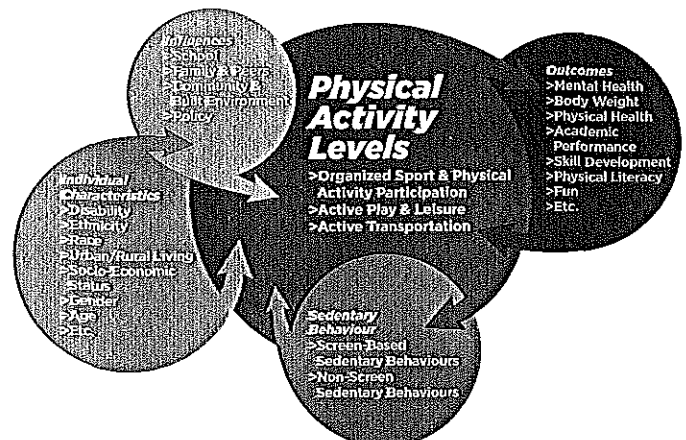 Influences
>School
>Family & Peers
>Community &
Built Environment
>Policy
Physical
Activity
Levels
>Organized Sport & Physical
Activity Participation
>Active Play & Leisure
>Active Transportation
Outcomes
>Mental Health
>Body Weight
>Physical Health
>Academic
Performance
>Skill Development
>Physical Literacy
>Fun
>Etc.
Individual
Characteristics
>Disability
>Ethnicity
>Race
>Urban/Rural Living
>Socio-Economic
Status
>Gender
>Age
>Etc.
Sedentary
Behaviour
>Screen-Based
Sedentary Behaviours
>Non-Screen
Sedentary Behaviours